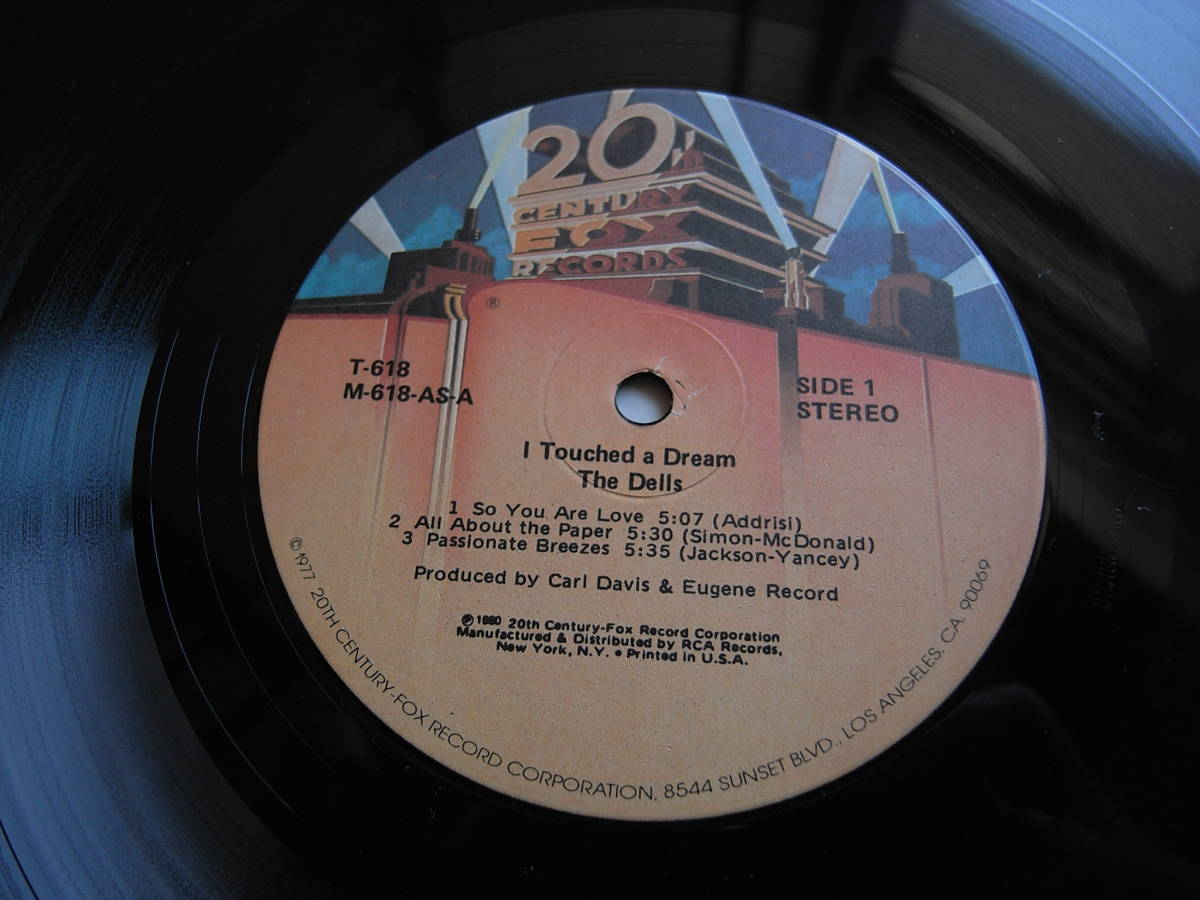 20th
CENTURY
FOX
RECORDS
®
T-618
M-618-AS-A
SIDE 1
STEREO
I Touched a Dream
The Dells
1 So You Are Love 5:07 (Addrisi)
2 All About the Paper 5:30 (Simon-McDonald)
3 Passionate Breezes 5:35 (Jackson-Yancey)
Produced by Carl Davis & Eugene Record
℗ 1980 20th Century-Fox Record Corporation
Manufactured & Distributed by RCA Records,
New York, N.Y. • Printed in U.S.A.
© 1977 20TH CENTURY-FOX RECORD CORPORATION, 8544 SUNSET BLVD., LOS ANGELES, CA. 90069